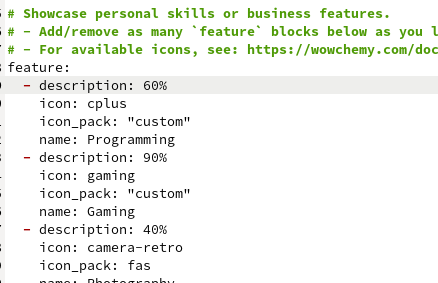 # Showcase personal skills or business features.
# - Add/remove as many `feature` blocks below as you l
# - For available icons, see: https://wowchemy.com/doc
feature:
  - description: 60%
    icon: cplus
    icon_pack: "custom"
    name: Programming
  - description: 90%
    icon: gaming
    icon_pack: "custom"
    name: Gaming
  - description: 40%
    icon: camera-retro
    icon_pack: fas
    name: Photography